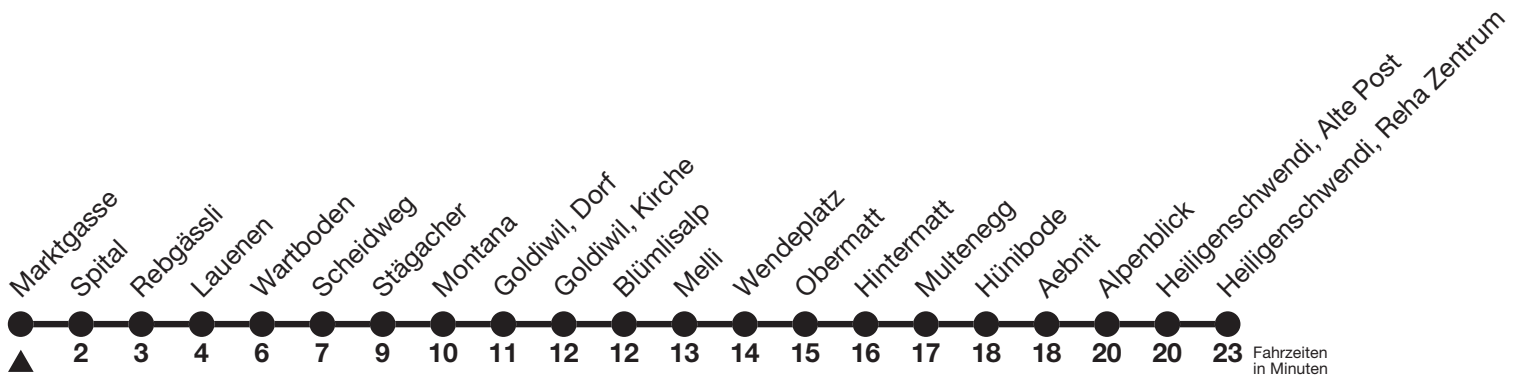 Marktgasse
Spital
Rebgässli
Lauenen
Wartboden
Scheidweg
Stägacher
Montana
Goldiwil, Dorf
Goldiwil, Kirche
Blümlisalp
Melli
Wendeplatz
Obermatt
Hintermatt
Multenegg
Hünibode
Aebnit
Alpenblick
Heiligenschwendi, Alte Post
Heiligenschwendi, Reha Zentrum
2 3 4 6 7 9 10 11 12 12 13 14 15 16 17 18 18 20 20 23
Fahrzeiten
in Minuten